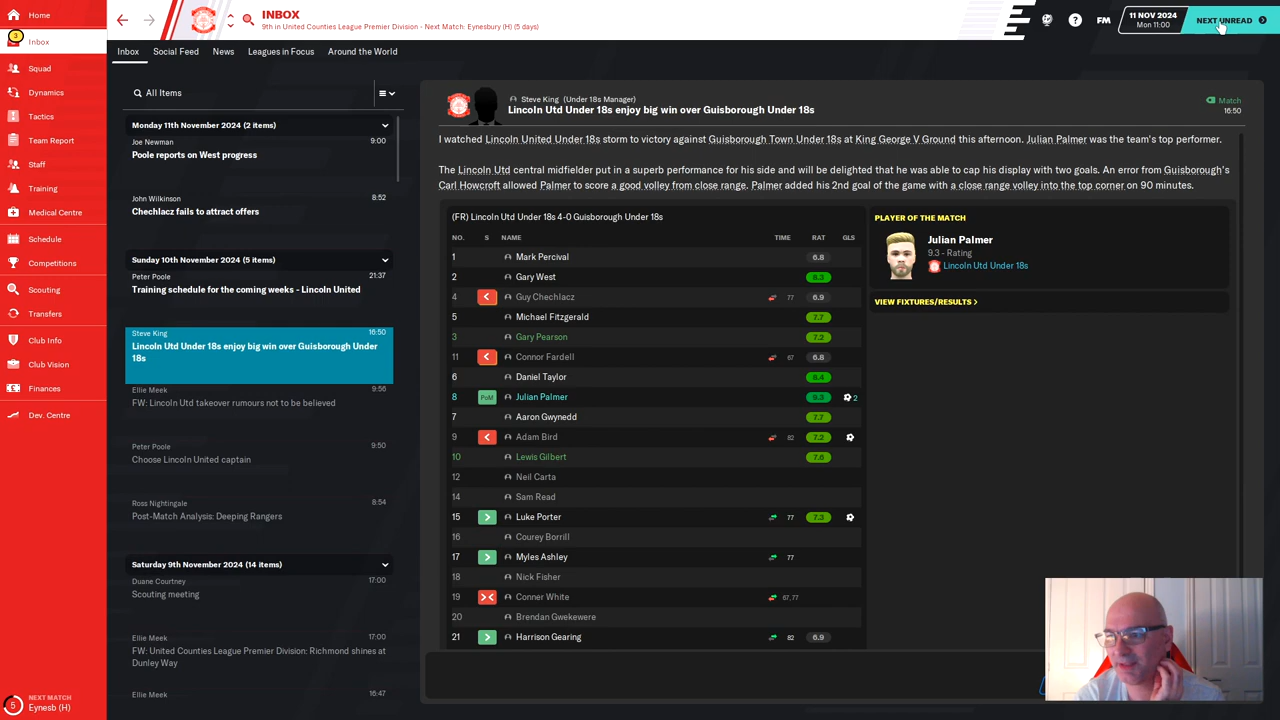 Home
3
Inbox
Squad
Dynamics
Tactics
Team Report
Staff
Training
Medical Centre
Schedule
Competitions
Scouting
Transfers
Club Info
Club Vision
Finances
Dev. Centre
NEXT MATCH
5 Eynesb (H)
INBOX
9th in United Counties League Premier Division - Next Match: Eynesbury (H) (5 days)
? FM 11 NOV 2024 NEXT UNREAD
Mon 11:00
Inbox Social Feed News Leagues in Focus Around the World
All Items
Monday 11th November 2024 (2 items)
Joe Newman 9:00
Poole reports on West progress
John Wilkinson 8:52
Chechlacz fails to attract offers
Sunday 10th November 2024 (5 items)
Peter Poole 21:37
Training schedule for the coming weeks - Lincoln United
Steve King 16:50
Lincoln Utd Under 18s enjoy big win over Guisborough Under
18s
Ellie Meek 9:56
FW: Lincoln Utd takeover rumours not to be believed
Peter Poole 9:50
Choose Lincoln United captain
Ross Nightingale 8:54
Post-Match Analysis: Deeping Rangers
Saturday 9th November 2024 (14 items)
Duane Courtney 17:00
Scouting meeting
Ellie Meek 17:00
FW: United Counties League Premier Division: Richmond shines at
Dunley Way
Ellie Meek 16:47
Steve King (Under 18s Manager)
Lincoln Utd Under 18s enjoy big win over Guisborough Under 18s
Match
16:50
I watched Lincoln United Under 18s storm to victory against Guisborough Town Under 18s at King George V Ground this afternoon. Julian Palmer was the team's top performer.
The Lincoln Utd central midfielder put in a superb performance for his side and will be delighted that he was able to cap his display with two goals. An error from Guisborough's
Carl Howcroft allowed Palmer to score a good volley from close range. Palmer added his 2nd goal of the game with a close range volley into the top corner on 90 minutes.
(FR) Lincoln Utd Under 18s 4-0 Guisborough Under 18s
NO. S NAME TIME RAT GLS
1 Mark Percival 6.8
2 Gary West 8.3
4 Guy Chechlacz 77 6.9
5 Michael Fitzgerald 7.7
3 Gary Pearson 7.2
11 Connor Fardell 67 6.8
6 Daniel Taylor 8.4
8 PoM Julian Palmer 9.3 2
7 Aaron Gwynedd 7.7
9 Adam Bird 82 7.2
10 Lewis Gilbert 7.6
12 Neil Carta
14 Sam Read
15 Luke Porter 77 7.3
16 Courey Borrill
17 Myles Ashley 77
18 Nick Fisher
19 Conner White 67,77
20 Brendan Gwekewere
21 Harrison Gearing 82 6.9
PLAYER OF THE MATCH
Julian Palmer
9.3 - Rating
Lincoln Utd Under 18s
VIEW FIXTURES/RESULTS >